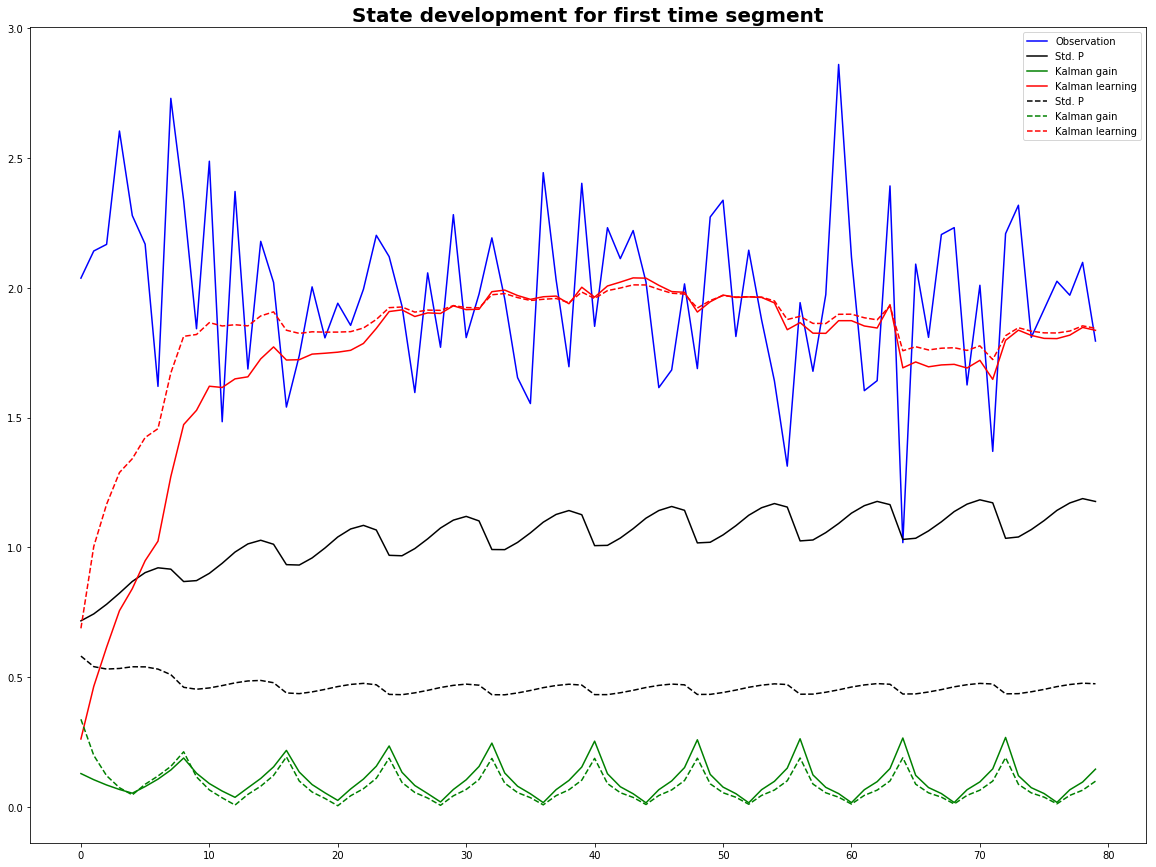 State development for first time segment
Observation
Std. P
Kalman gain
Kalman learning
Std. P
Kalman gain
Kalman learning
3.0
2.5
2.0
1.5
1.0
0.5
0.0
0 10 20 30 40 50 60 70 80